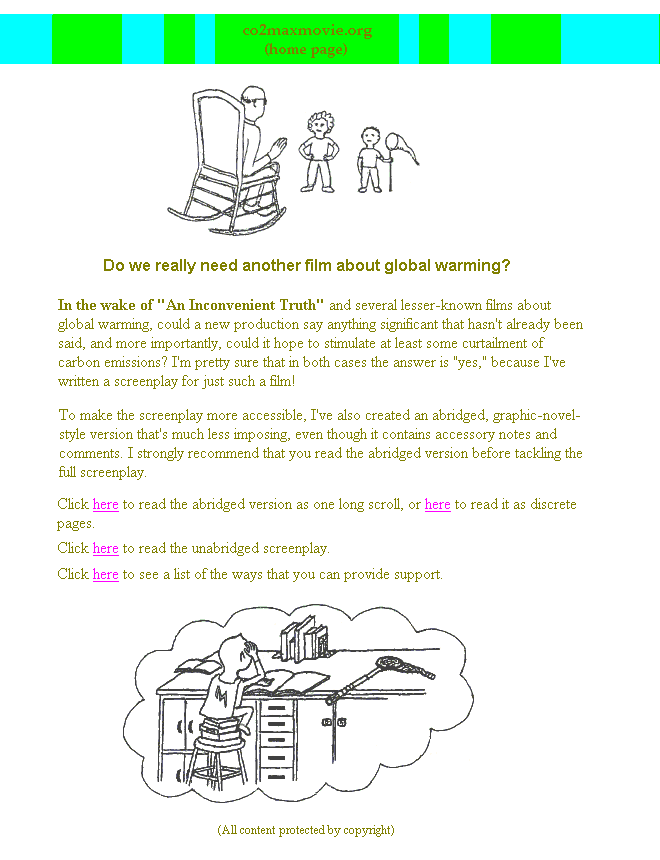 co2maxmovie.org
(home page)
Do we really need another film about global warming?
In the wake of "An Inconvenient Truth" and several lesser-known films about
global warming, could a new production say anything significant that hasn't already been
said, and more importantly, could it hope to stimulate at least some curtailment of
carbon emissions? I'm pretty sure that in both cases the answer is "yes," because I've
written a screenplay for just such a film!
To make the screenplay more accessible, I've also created an abridged, graphic-novel-
style version that's much less imposing, even though it contains accessory notes and
comments. I strongly recommend that you read the abridged version before tackling the
full screenplay.
Click here to read the abridged version as one long scroll, or here to read it as discrete
pages.
Click here to read the unabridged screenplay.
Click here to see a list of the ways that you can provide support.
M
(All content protected by copyright)